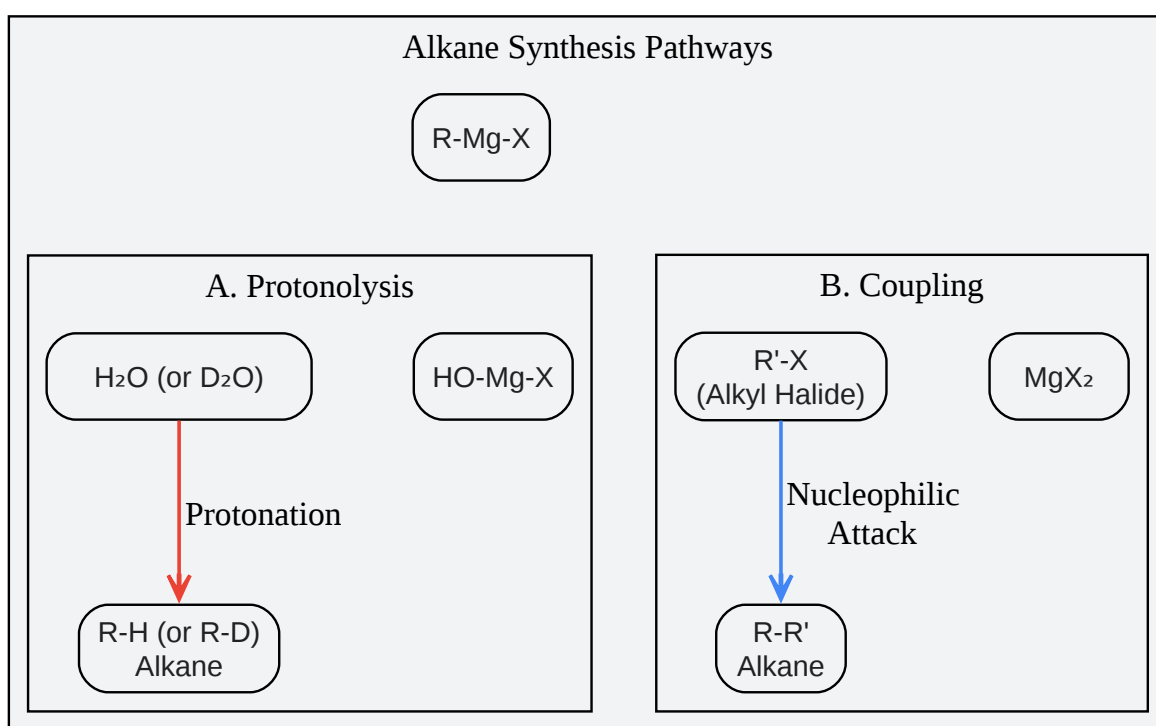 Alkane Synthesis Pathways
R-Mg-X
A. Protonolysis
H₂O (or D₂O)
HO-Mg-X
Protonation
R-H (or R-D)
Alkane
B. Coupling
R'-X
(Alkyl Halide)
MgX₂
Nucleophilic
Attack
R-R'
Alkane